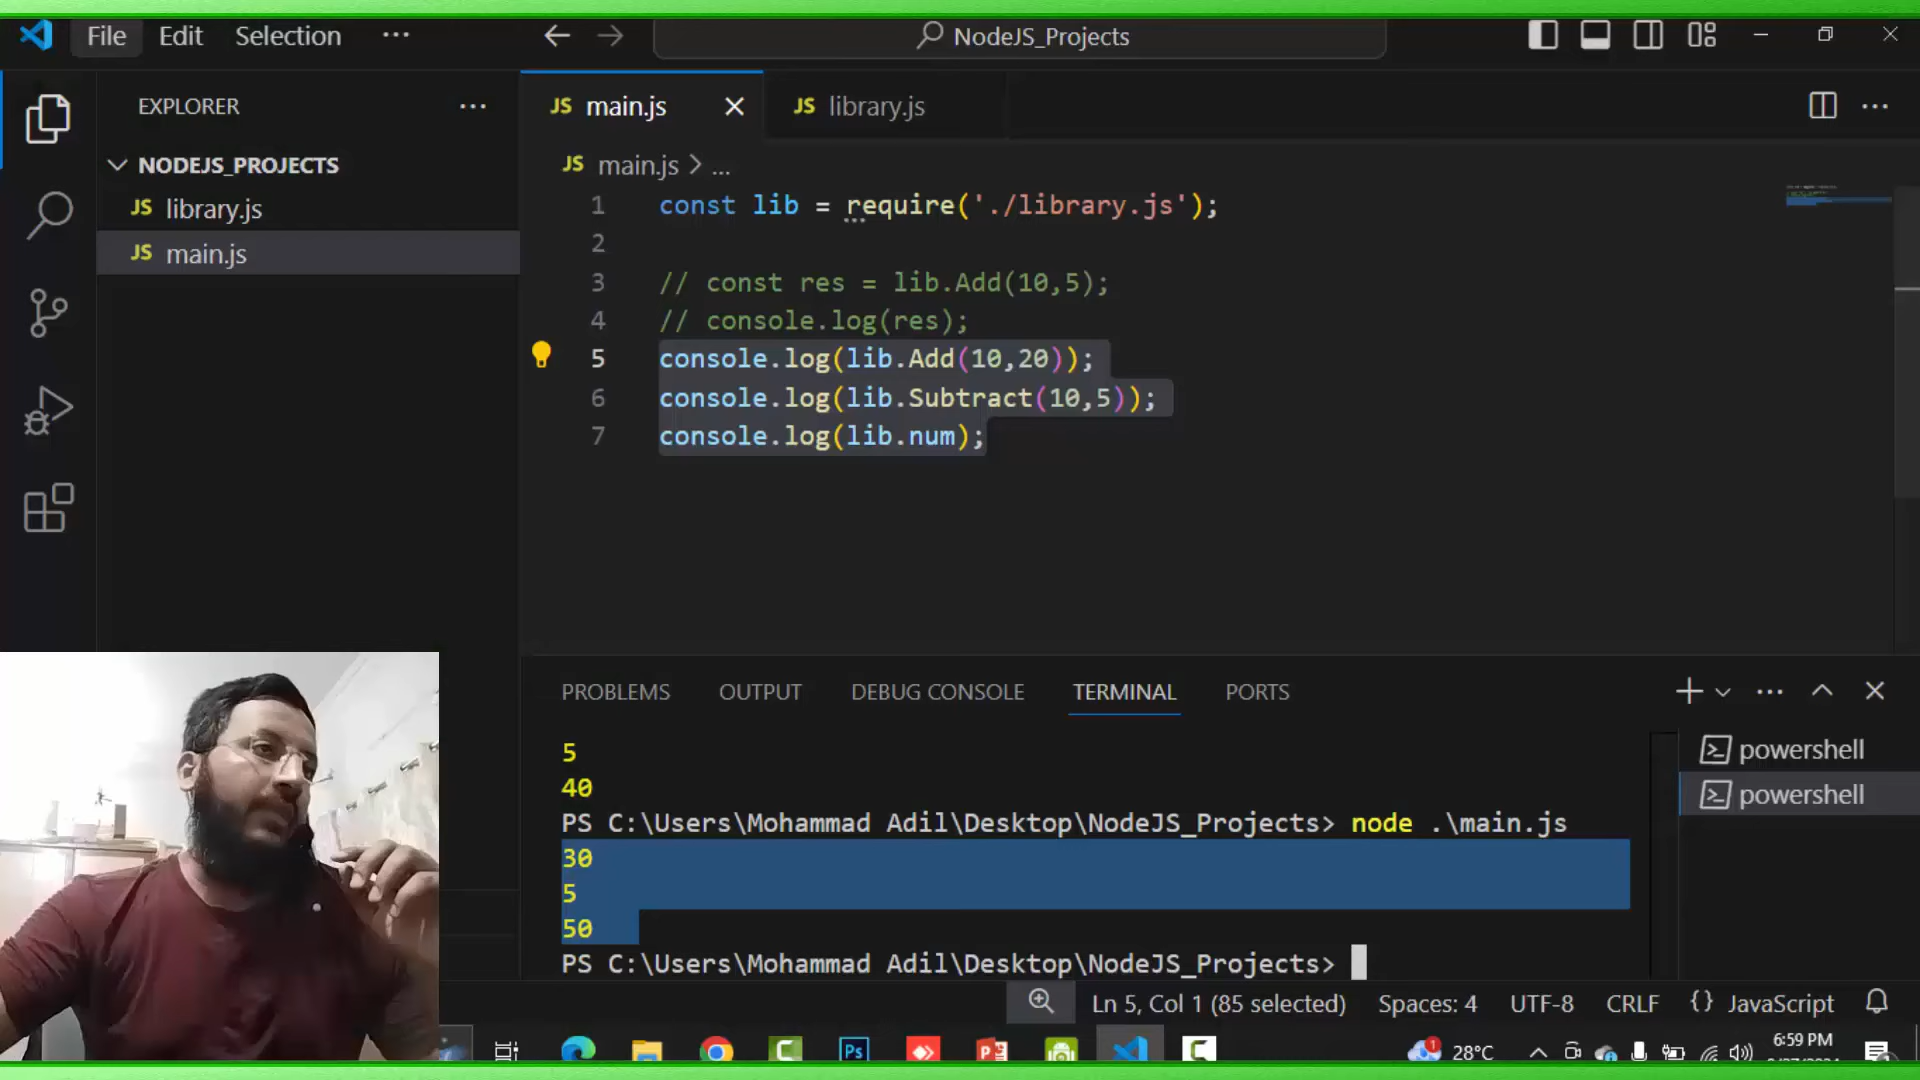 File Edit Selection ···
NodeJS_Projects
EXPLORER ···
NODEJS_PROJECTS
JS library.js
JS main.js
JS main.js
JS library.js
JS main.js > ...
1 const lib = require('./library.js');
2
3 // const res = lib.Add(10,5);
4 // console.log(res);
5 console.log(lib.Add(10,20));
6 console.log(lib.Subtract(10,5));
7 console.log(lib.num);
PROBLEMS OUTPUT DEBUG CONSOLE TERMINAL PORTS
5
40
PS C:\Users\Mohammad Adil\Desktop\NodeJS_Projects> node .\main.js
30
5
50
PS C:\Users\Mohammad Adil\Desktop\NodeJS_Projects>
powershell
powershell
Ln 5, Col 1 (85 selected) Spaces: 4 UTF-8 CRLF {} JavaScript
Ps
1
28°C
6:59 PM